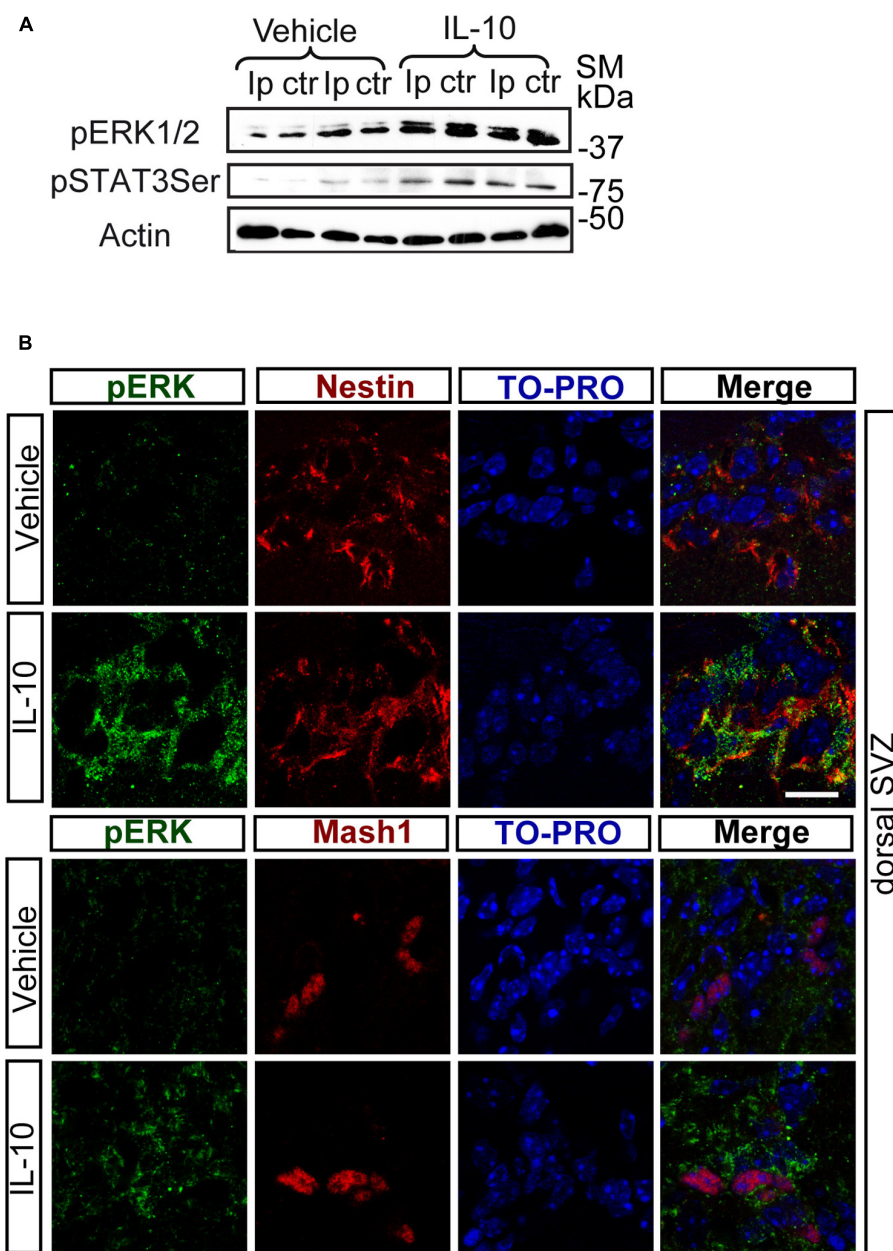 A
Vehicle IL-10
Ip ctr Ip ctr Ip ctr Ip ctr SM
kDa
pERK1/2
-37
pSTAT3Ser
-75
-50
Actin
B
pERK Nestin TO-PRO Merge
Vehicle
IL-10
pERK Mash1 TO-PRO Merge
Vehicle
IL-10
dorsal SVZ